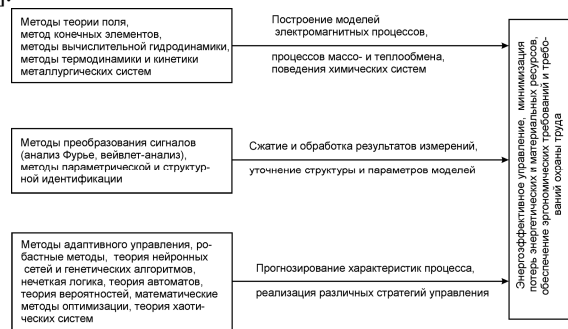 Методы теории поля,
метод конечных элементов,
методы вычислительной гидродинамики,
методы термодинамики и кинетики
металлургических систем
Построение моделей
электромагнитных процессов,
процессов массо- и теплообмена,
поведения химических систем
Методы преобразования сигналов
(анализ Фурье, вейвлет-анализ),
методы параметрической и структур-
ной идентификации
Сжатие и обработка результатов измерений,
уточнение структуры и параметров моделей
Методы адаптивного управления, ро-
бастные методы, теория нейронных
сетей и генетических алгоритмов,
нечеткая логика, теория автоматов,
теория вероятностей, математические
методы оптимизации, теория хаоти-
ческих систем
Прогнозирование характеристик процесса,
реализация различных стратегий управления
Энергоэффективное управление, минимизация
потерь энергетических и материальных ресурсов,
обеспечение эргономических требований и требо-
ваний охраны труда